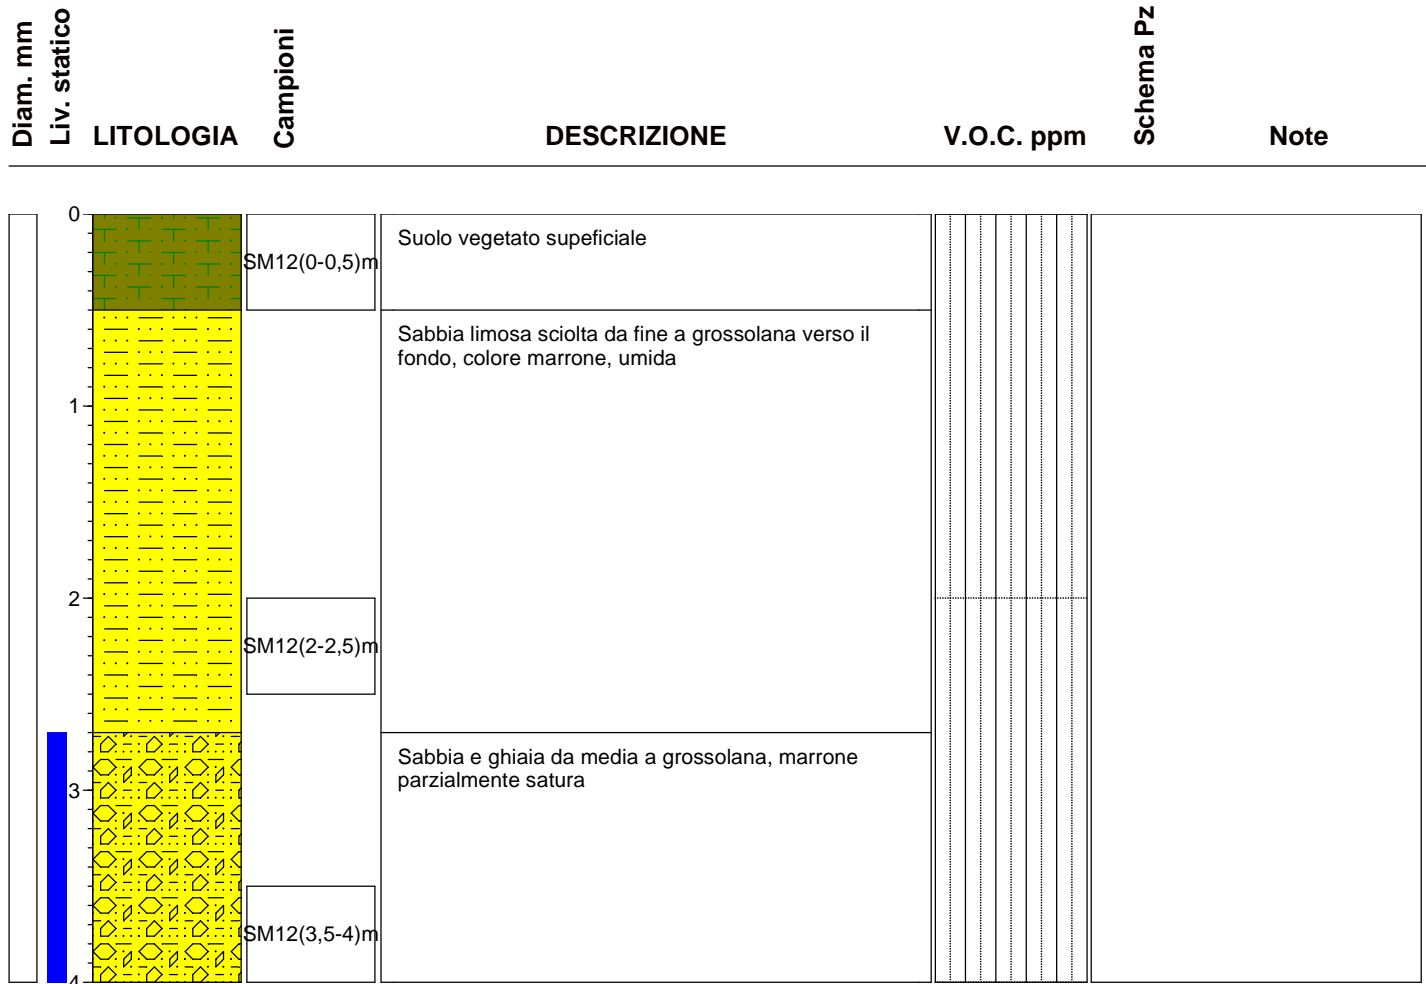 Diam. mm
Liv. statico
LITOLOGIA
Campioni
DESCRIZIONE
V.O.C. ppm
Schema Pz
Note
0
SM12(0-0,5)m
Suolo vegetato supeficiale
Sabbia limosa sciolta da fine a grossolana verso il
fondo, colore marrone, umida
1
2
SM12(2-2,5)m
Sabbia e ghiaia da media a grossolana, marrone
parzialmente satura
3
SM12(3,5-4)m
4